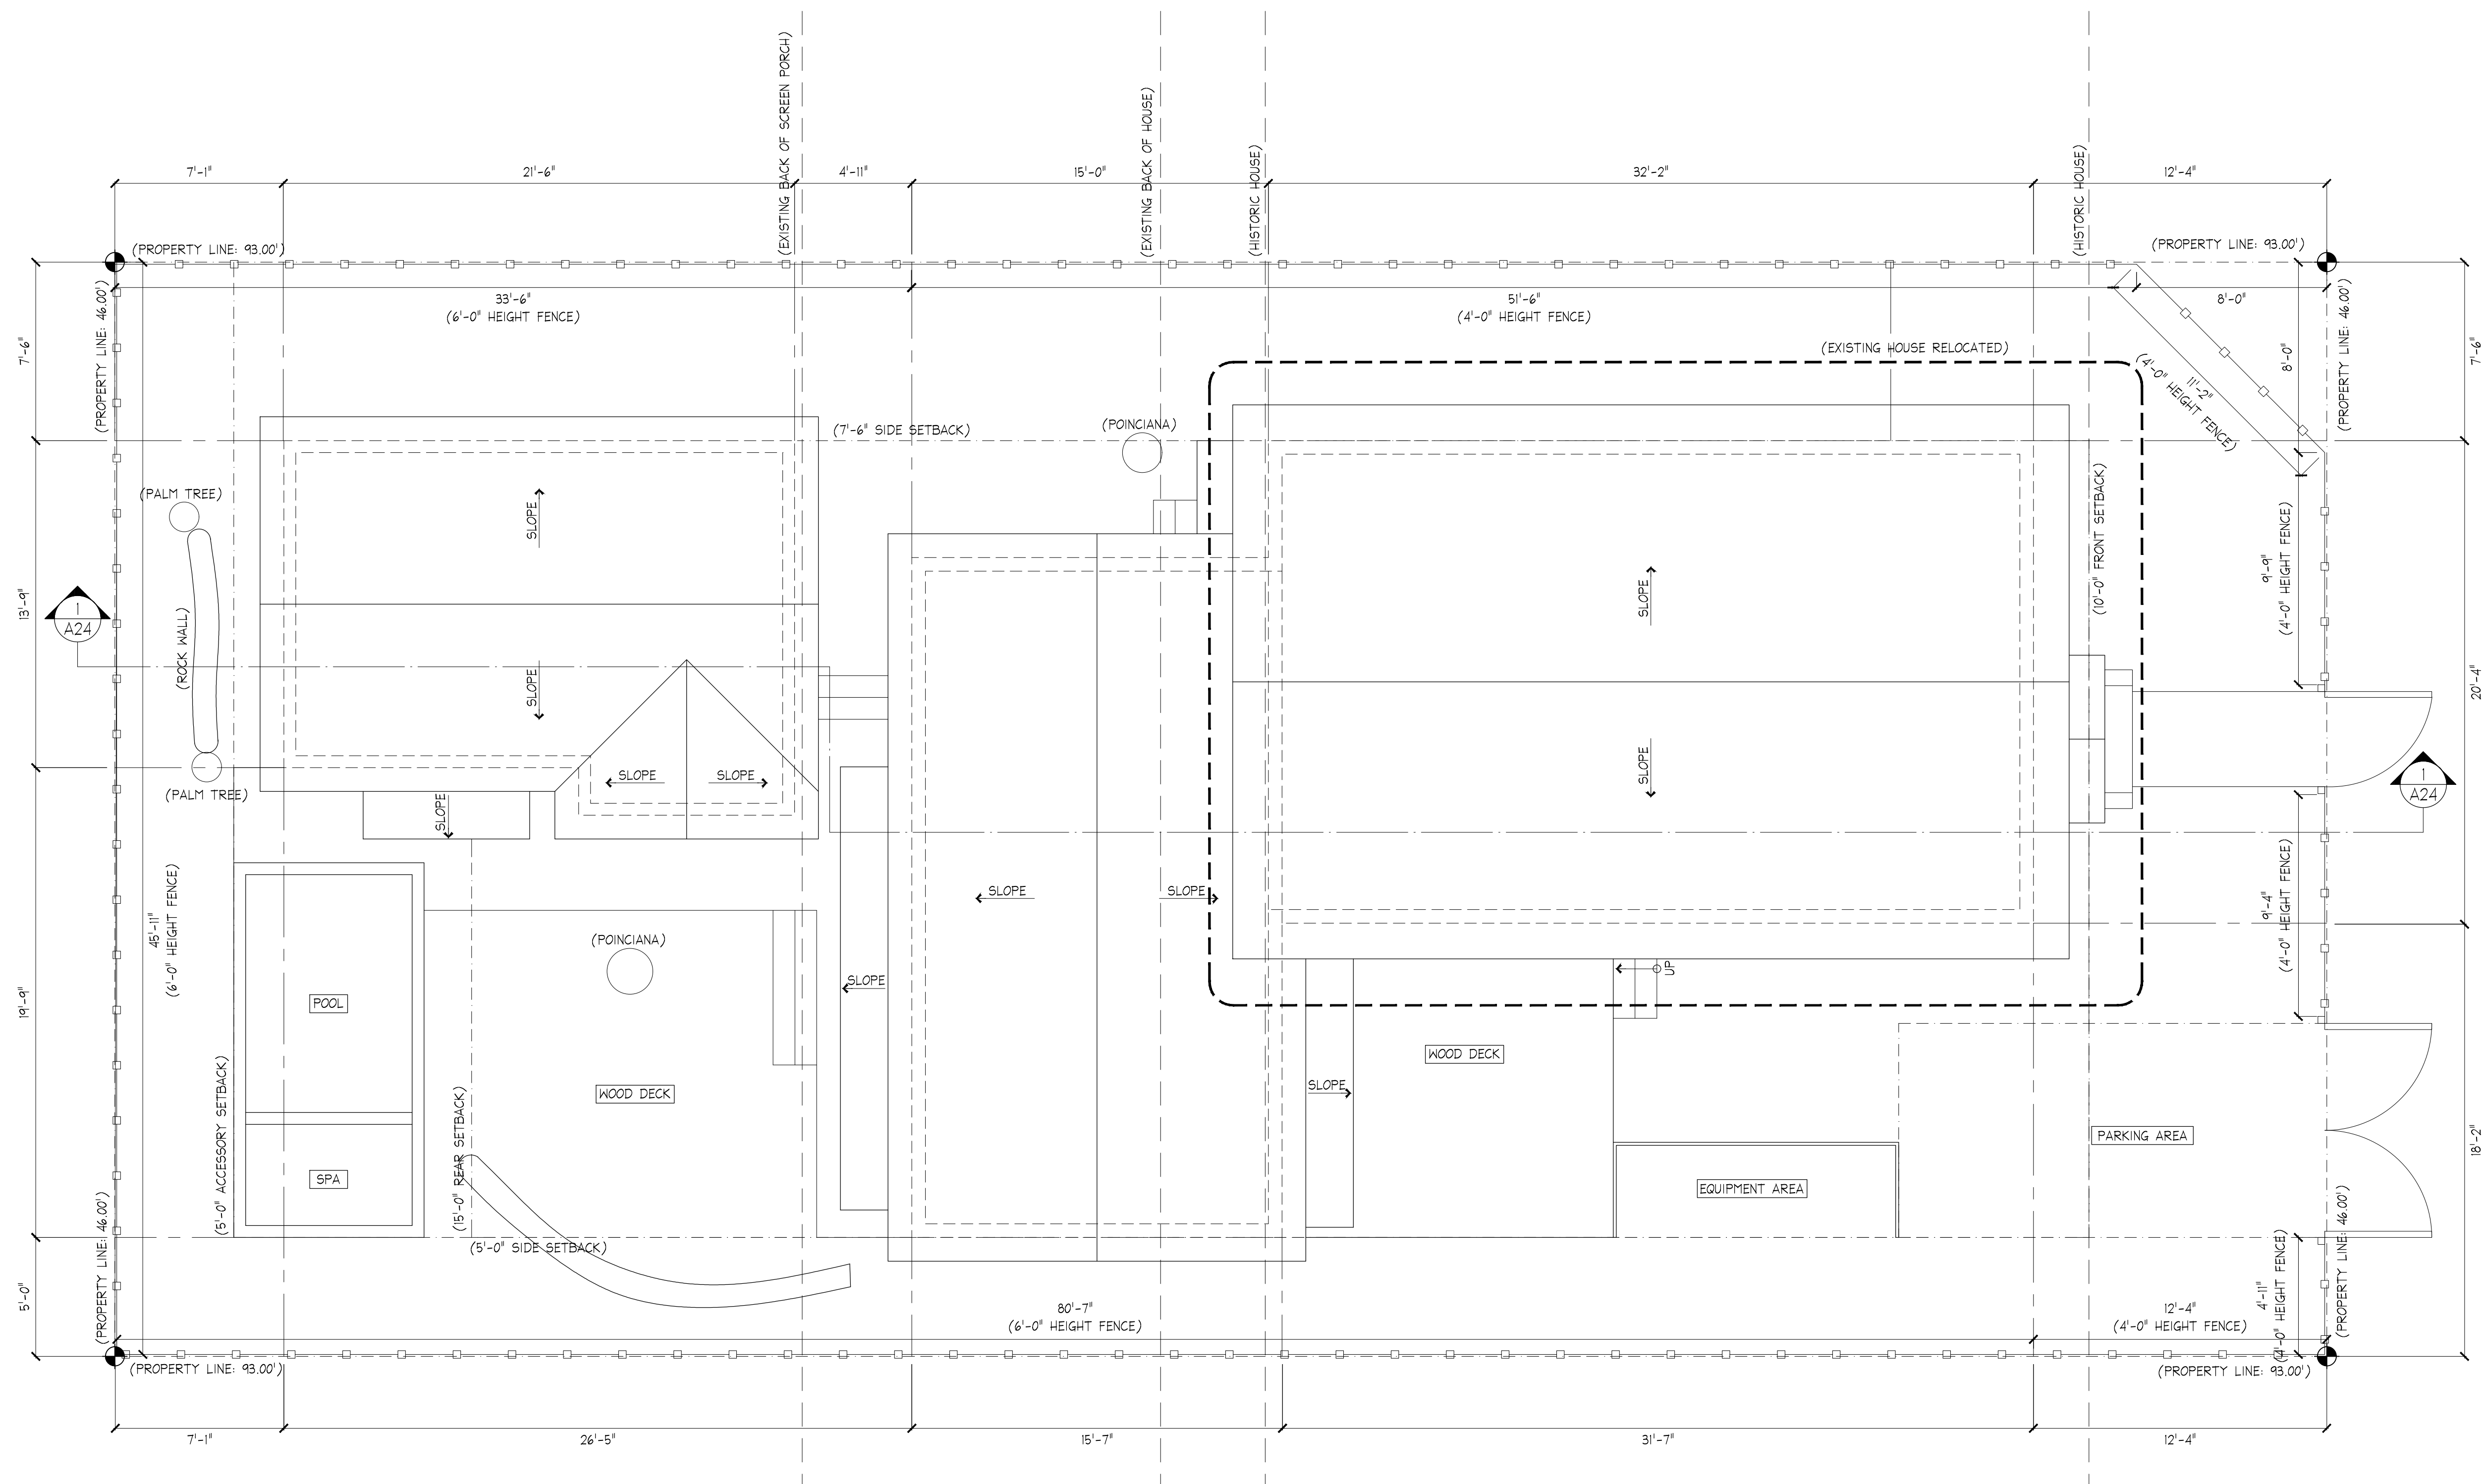 (EXISTING BACK OF SCREEN PORCH)
(EXISTING BACK OF HOUSE)
(HISTORIC HOUSE)
(HISTORIC HOUSE)
7'-1"
21'-6"
4'-11"
15'-0"
32'-2"
12'-4"
(PROPERTY LINE: 93.00')
(PROPERTY LINE: 93.00')
(PROPERTY LINE: 46.00')
(PROPERTY LINE: 46.00')
33'-6"
(6'-0" HEIGHT FENCE)
51'-6"
(4'-0" HEIGHT FENCE)
8'-0"
8'-0"
7'-6"
7'-6"
(EXISTING HOUSE RELOCATED)
11'-2"
(4'-0" HEIGHT FENCE)
(7'-6" SIDE SETBACK)
(POINCIANA)
(PALM TREE)
SLOPE
(10'-0" FRONT SETBACK)
9'-9"
(4'-0" HEIGHT FENCE)
13'-9"
1
A24
(ROCK WALL)
SLOPE
SLOPE
20'-4"
SLOPE
SLOPE
SLOPE
1
A24
(PALM TREE)
SLOPE
SLOPE
SLOPE
9'-4"
(4'-0" HEIGHT FENCE)
45'-11"
(6'-0" HEIGHT FENCE)
(POINCIANA)
SLOPE
UP
19'-9"
POOL
WOOD DECK
WOOD DECK
SLOPE
PARKING AREA
18'-2"
(5'-0" ACCESSORY SETBACK)
(15'-0" REAR SETBACK)
SPA
EQUIPMENT AREA
(5'-0" SIDE SETBACK)
5'-0"
(PROPERTY LINE: 46.00')
(PROPERTY LINE: 46.00')
4'-11"
(4'-0" HEIGHT FENCE)
80'-7"
(6'-0" HEIGHT FENCE)
12'-4"
(4'-0" HEIGHT FENCE)
(PROPERTY LINE: 93.00')
(PROPERTY LINE: 93.00')
7'-1"
26'-5"
15'-7"
31'-7"
12'-4"